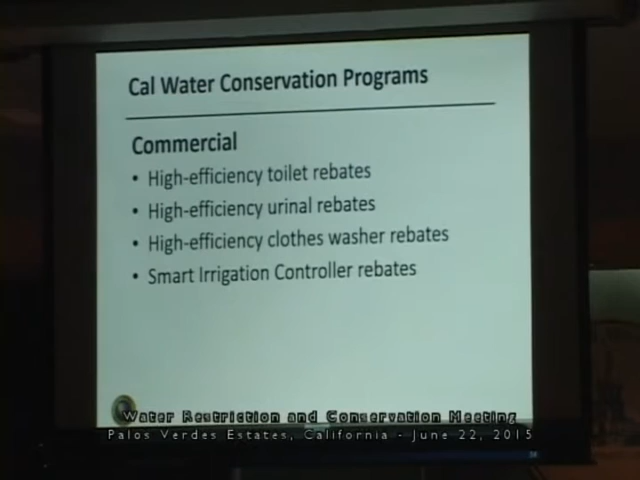 Cal Water Conservation Programs
Commercial
• High-efficiency toilet rebates
• High-efficiency urinal rebates
• High-efficiency clothes washer rebates
• Smart Irrigation Controller rebates
Water Restriction and Conservation Meeting
Palos Verdes Estates, California - June 22, 2015